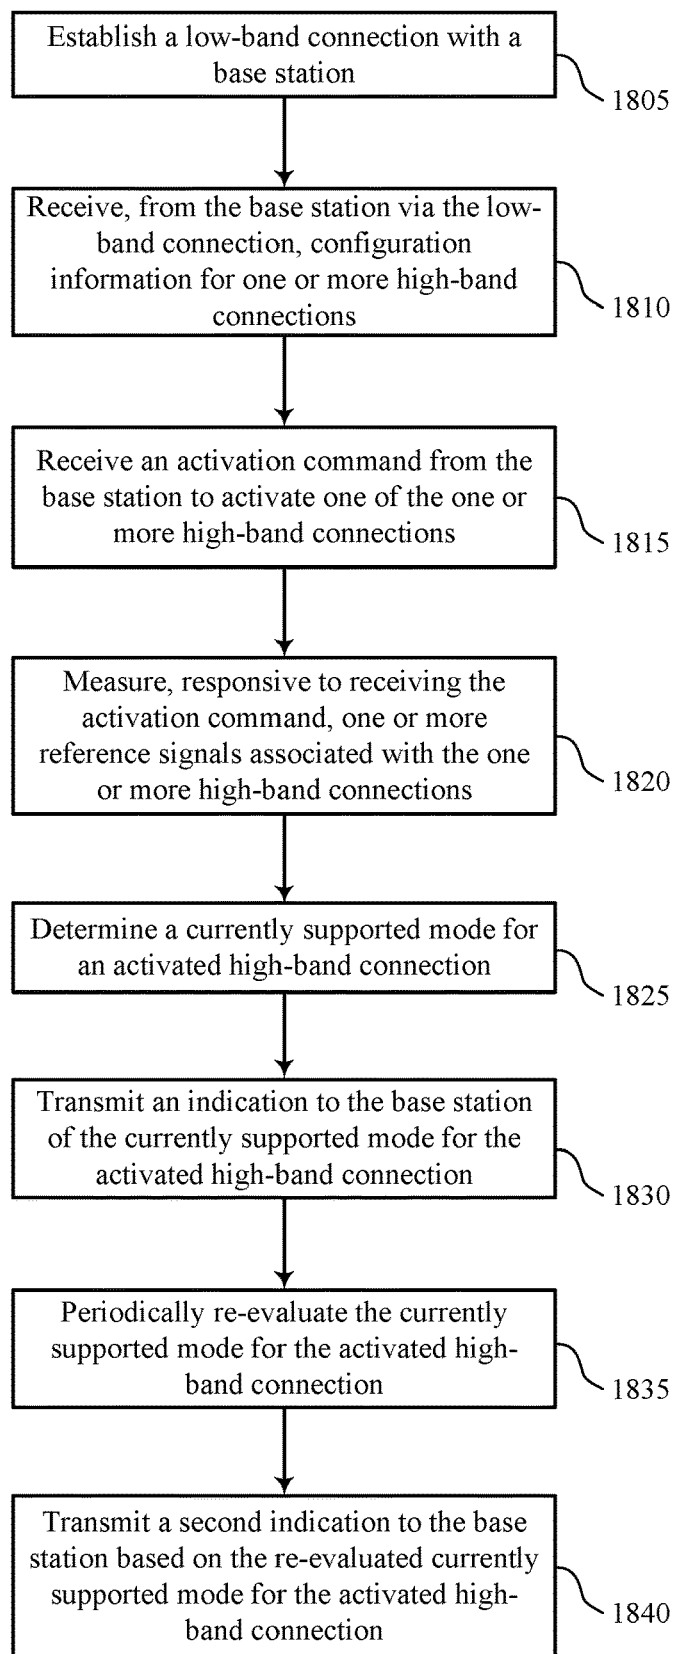 Establish a low-band connection with a
base station
1805
Receive, from the base station via the low-
band connection, configuration
information for one or more high-band
connections
1810
Receive an activation command from the
base station to activate one of the one or
more high-band connections
1815
Measure, responsive to receiving the
activation command, one or more
reference signals associated with the one
or more high-band connections
1820
Determine a currently supported mode for
an activated high-band connection
1825
Transmit an indication to the base station
of the currently supported mode for the
activated high-band connection
1830
Periodically re-evaluate the currently
supported mode for the activated high-
band connection
1835
Transmit a second indication to the base
station based on the re-evaluated currently
supported mode for the activated high-
band connection
1840